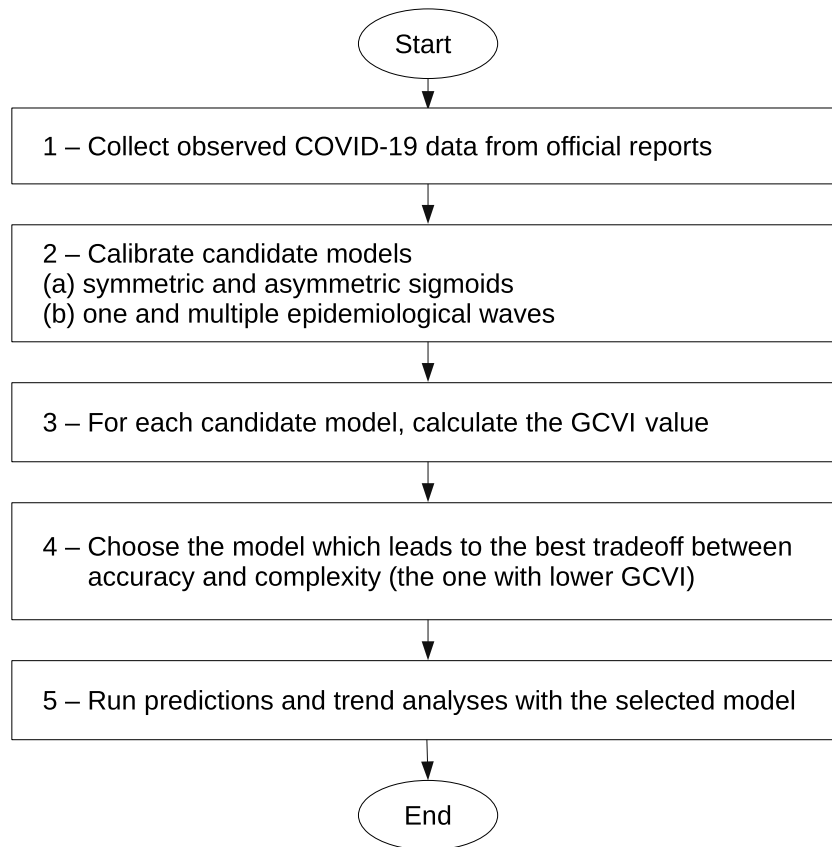 Start
1 – Collect observed COVID-19 data from official reports
2 – Calibrate candidate models
(a) symmetric and asymmetric sigmoids
(b) one and multiple epidemiological waves
3 – For each candidate model, calculate the GCVI value
4 – Choose the model which leads to the best tradeoff between
accuracy and complexity (the one with lower GCVI)
5 – Run predictions and trend analyses with the selected model
End